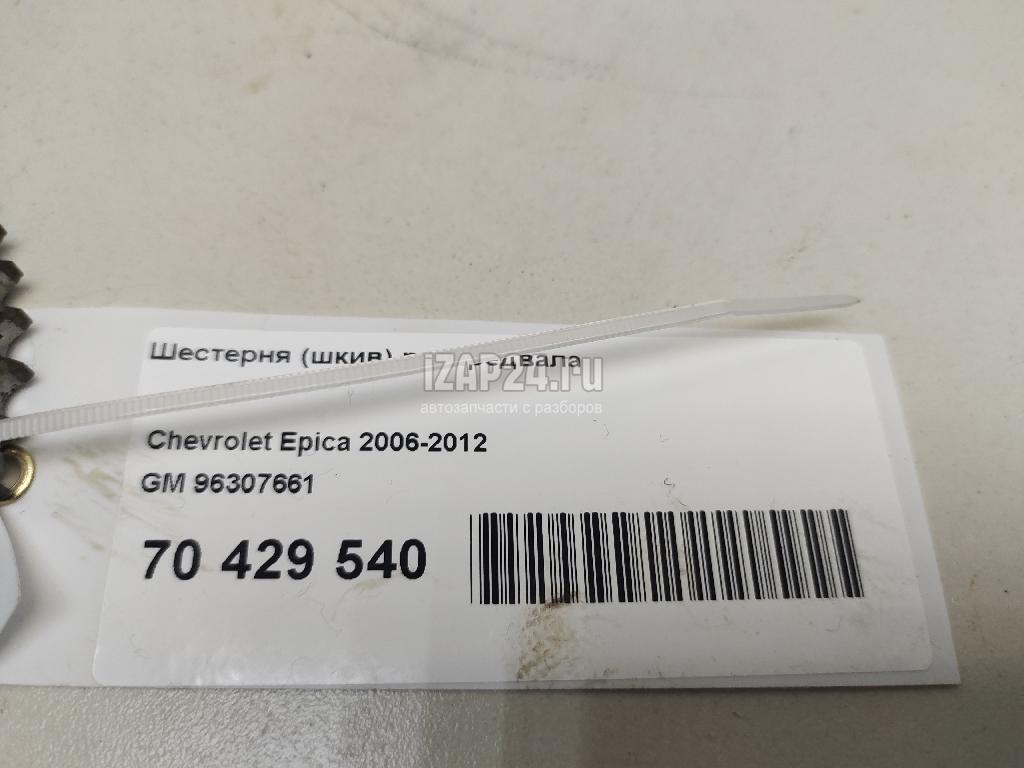 Шестерня (шкив)
iZAP24.ru
автозапчасти с разборов
Chevrolet Epica 2006-2012
GM 96307661
70 429 540